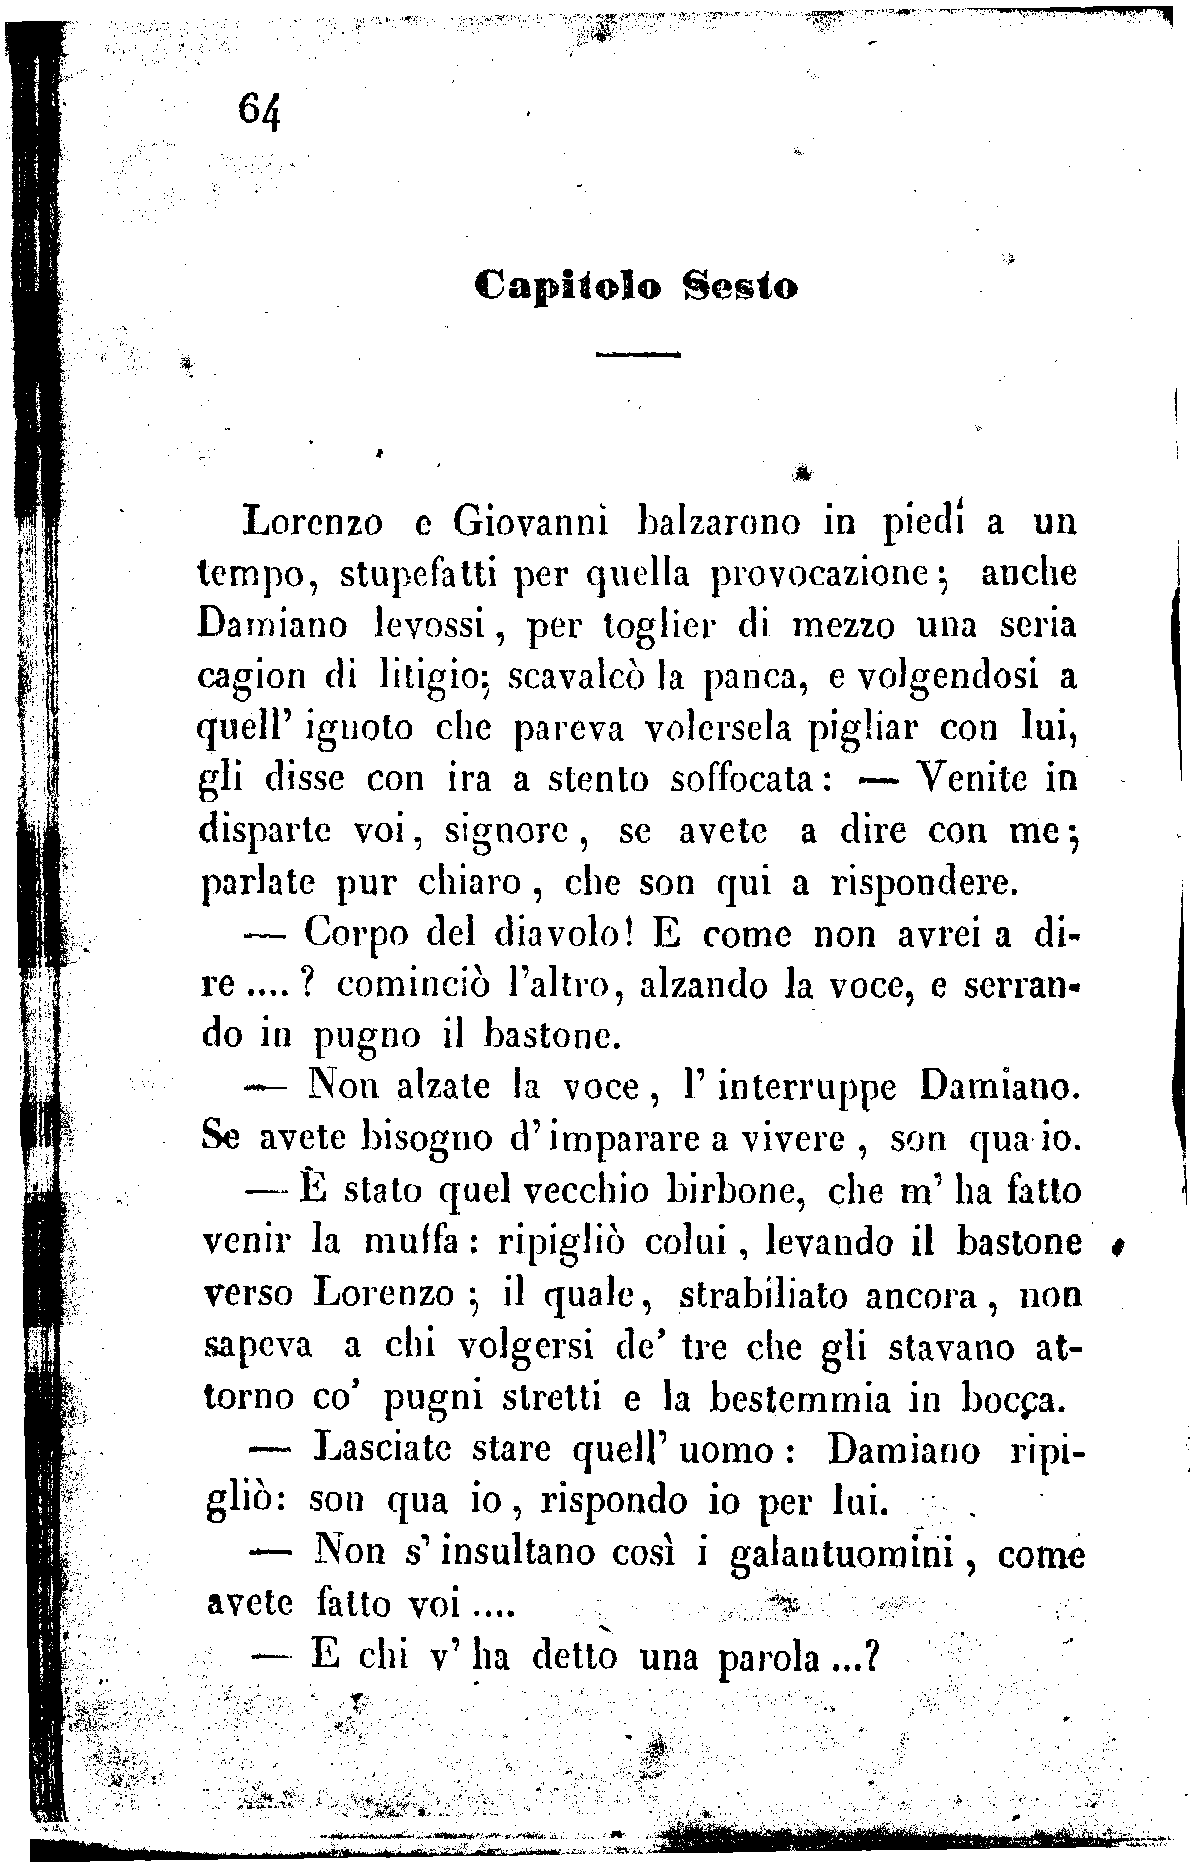 64
Capitolo Sesto
Lorenzo e Giovanni balzarono in piedi a un
tempo, stupefatti per quella provocazione; anche
Damiano levossi, per toglier di mezzo una seria
cagion di litigio; scavalcò la panca, e volgendosi a
quell' ignoto che pareva volersela pigliar con lui,
gli disse con ira a stento soffocata: — Venite in
disparte voi, signore, se avete a dire con me;
parlate pur chiaro, che son qui a rispondere.
— Corpo del diavolo! E come non avrei a di-
re ....? cominciò l'altro, alzando la voce, e serran-
do in pugno il bastone.
— Non alzate la voce, l' interruppe Damiano.
Se avete bisogno d' imparare a vivere, son qua io.
— È stato quel vecchio birbone, che m' ha fatto
venir la muffa: ripigliò colui, levando il bastone
verso Lorenzo; il quale, strabiliato ancora, non
sapeva a chi volgersi de' tre che gli stavano at-
torno co' pugni stretti e la bestemmia in bocca.
— Lasciate stare quell' uomo: Damiano ripi-
gliò: son qua io, rispondo io per lui.
— Non s' insultano così i galantuomini, come
avete fatto voi ....
— E chi v' ha detto una parola ...?